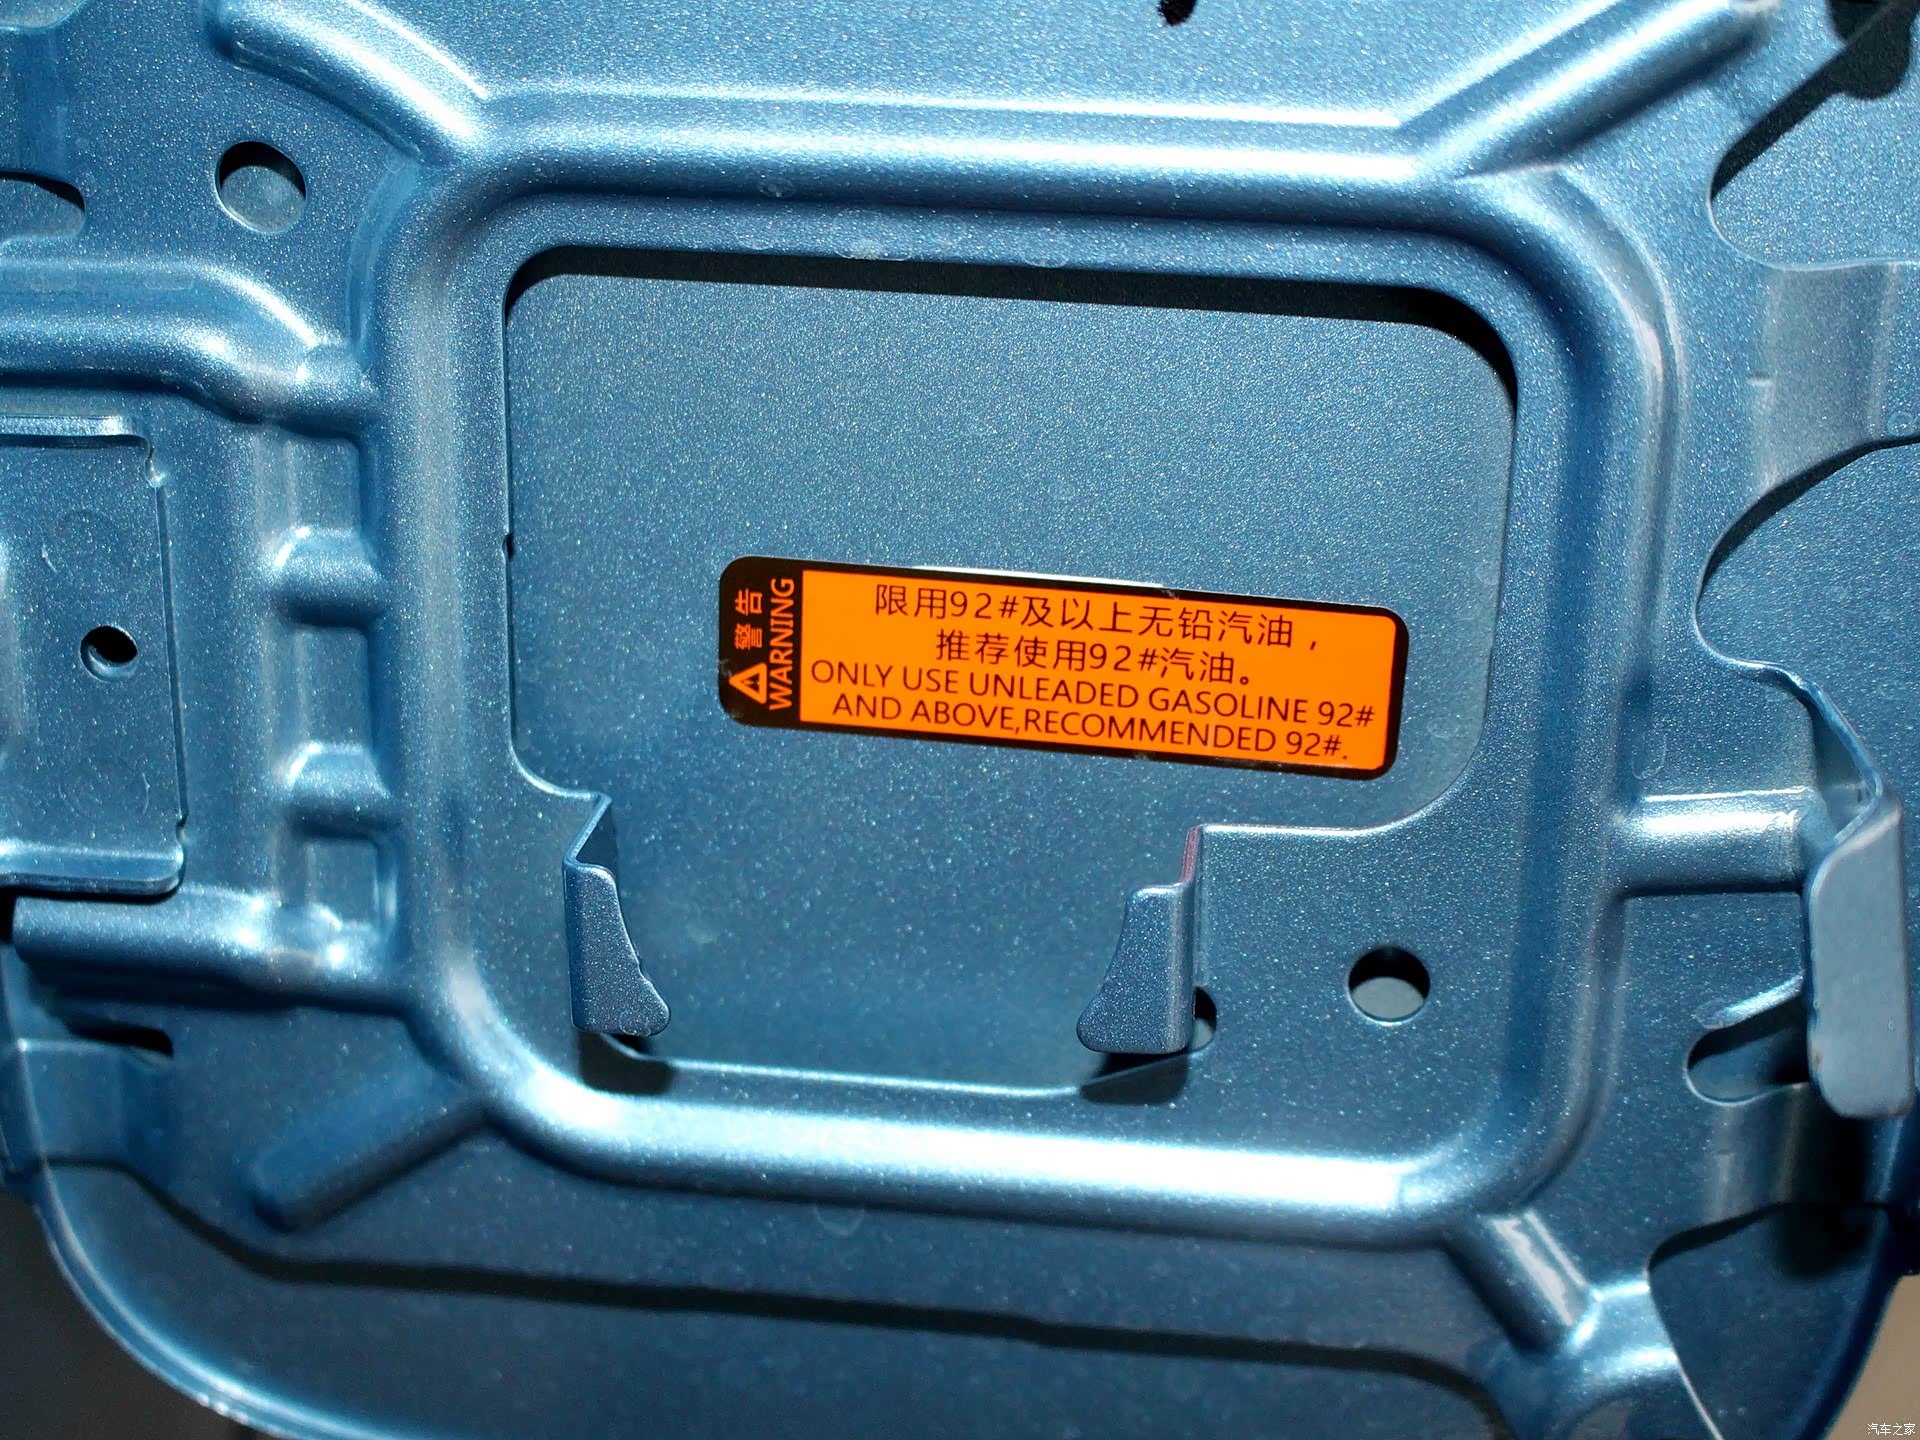 警告
WARNING
限用92#及以上无铅汽油，
推荐使用92#汽油。
ONLY USE UNLEADED GASOLINE 92#
AND ABOVE,RECOMMENDED 92#.
汽车之家